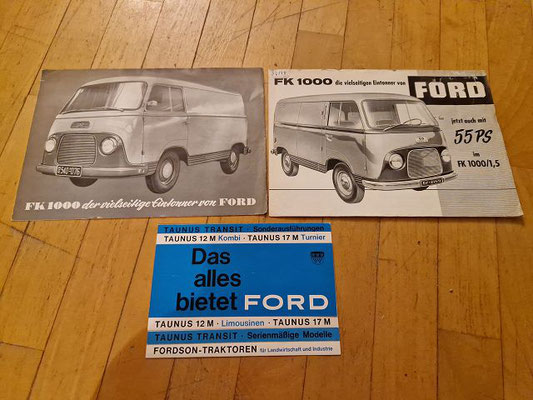 FK 1000 der vielseitige Eintonner von FORD
FK 1000 die vielseitigen Eintonner von
FORD
jetzt auch mit
55 PS
im
FK 1000/1,5
TAUNUS TRANSIT · Sonderausführungen
TAUNUS 12 M Kombi · TAUNUS 17 M Turnier
Das
alles
bietet FORD
TAUNUS 12 M · Limousinen · TAUNUS 17 M
TAUNUS TRANSIT · Serienmäßige Modelle
FORDSON-TRAKTOREN für Landwirtschaft und Industrie